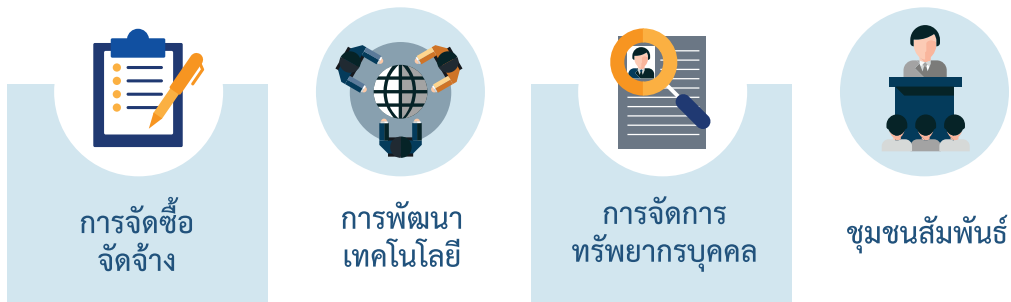 การจัดซื้อ
จัดจ้าง
การพัฒนา
เทคโนโลยี
การจัดการ
ทรัพยากรบุคคล
ชุมชนสัมพันธ์